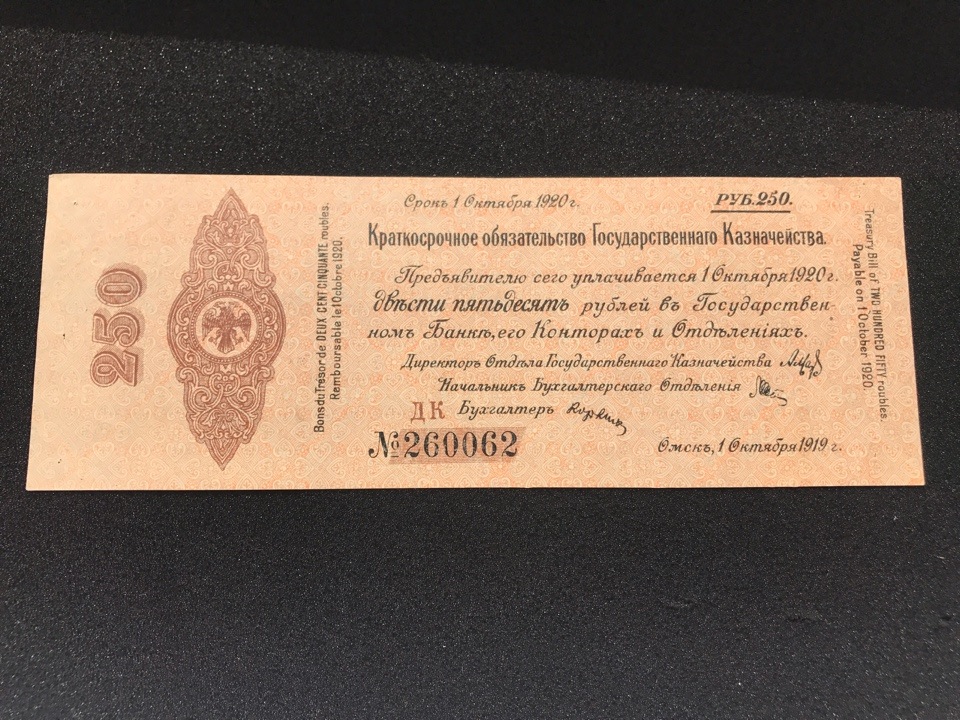 250
Bons du Trésor de DEUX CENT CINQUANTE roubles.
Remboursable le 1 Octobre 1920.
Срокъ 1 Октября 1920 г.
РУБ. 250.
Краткосрочное обязательство Государственнаго Казначейства.
Предъявителю сего уплачивается 1 Октября 1920 г.
двѣсти пятьдесятъ рублей въ Государствен-
номъ Банкѣ, его Конторахъ и Отдѣленіяхъ.
Директоръ Отдѣла Государственнаго Казначейства
Начальникъ Бухгалтерскаго Отдѣленія
ДК Бухгалтеръ
№ 260062
Омскъ, 1 Октября 1919 г.
Treasury Bill of TWO HUNDRED FIFTY roubles.
Payable on 1 October 1920.